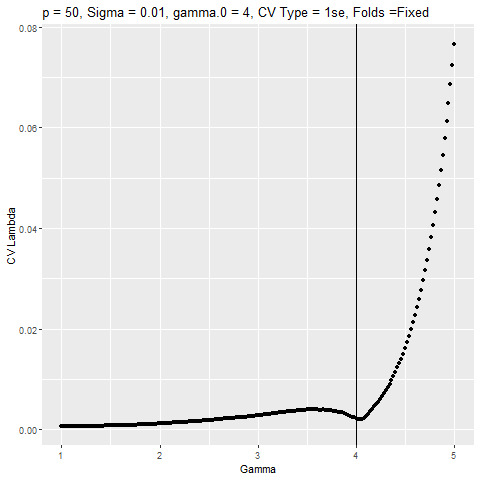 p = 50, Sigma = 0.01, gamma.0 = 4, CV Type = 1se, Folds =Fixed
0.08
0.06
0.04
0.02
0.00
CV Lambda
1 2 3 4 5
Gamma